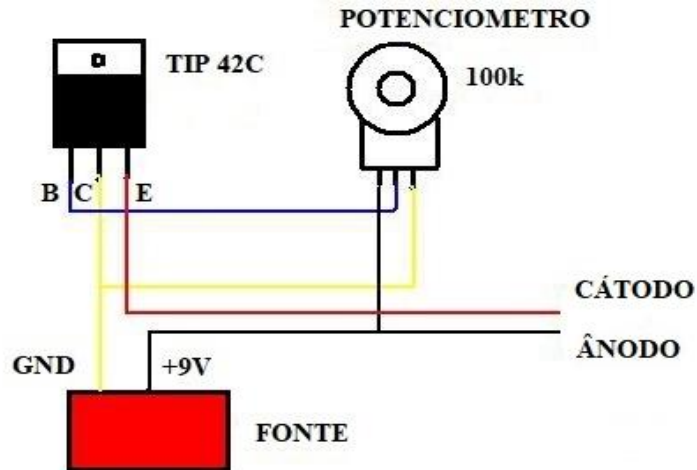 POTENCIOMETRO
TIP 42C
100k
B C E
CÁTODO
ÂNODO
GND
+9V
FONTE